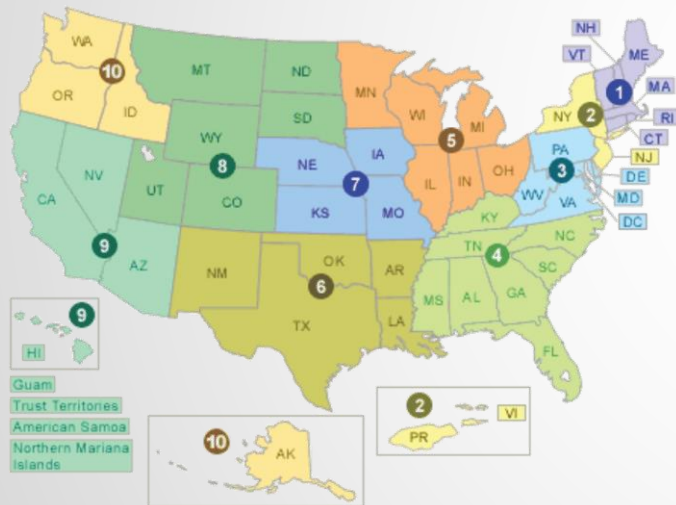 WA
10
OR
ID
MT
ND
SD
WY
8
UT
CO
MN
WI
MI
5
IL
IN
OH
NE
IA
7
KS
MO
NV
CA
9
AZ
NM
OK
6
TX
AR
LA
KY
TN
NC
4
SC
MS
AL
GA
FL
NH
VT
ME
1
MA
RI
CT
NY
2
NJ
PA
3
WV
VA
DE
MD
DC
9
HI
Guam
Trust Territories
American Samoa
Northern Mariana
Islands
10
AK
2
VI
PR